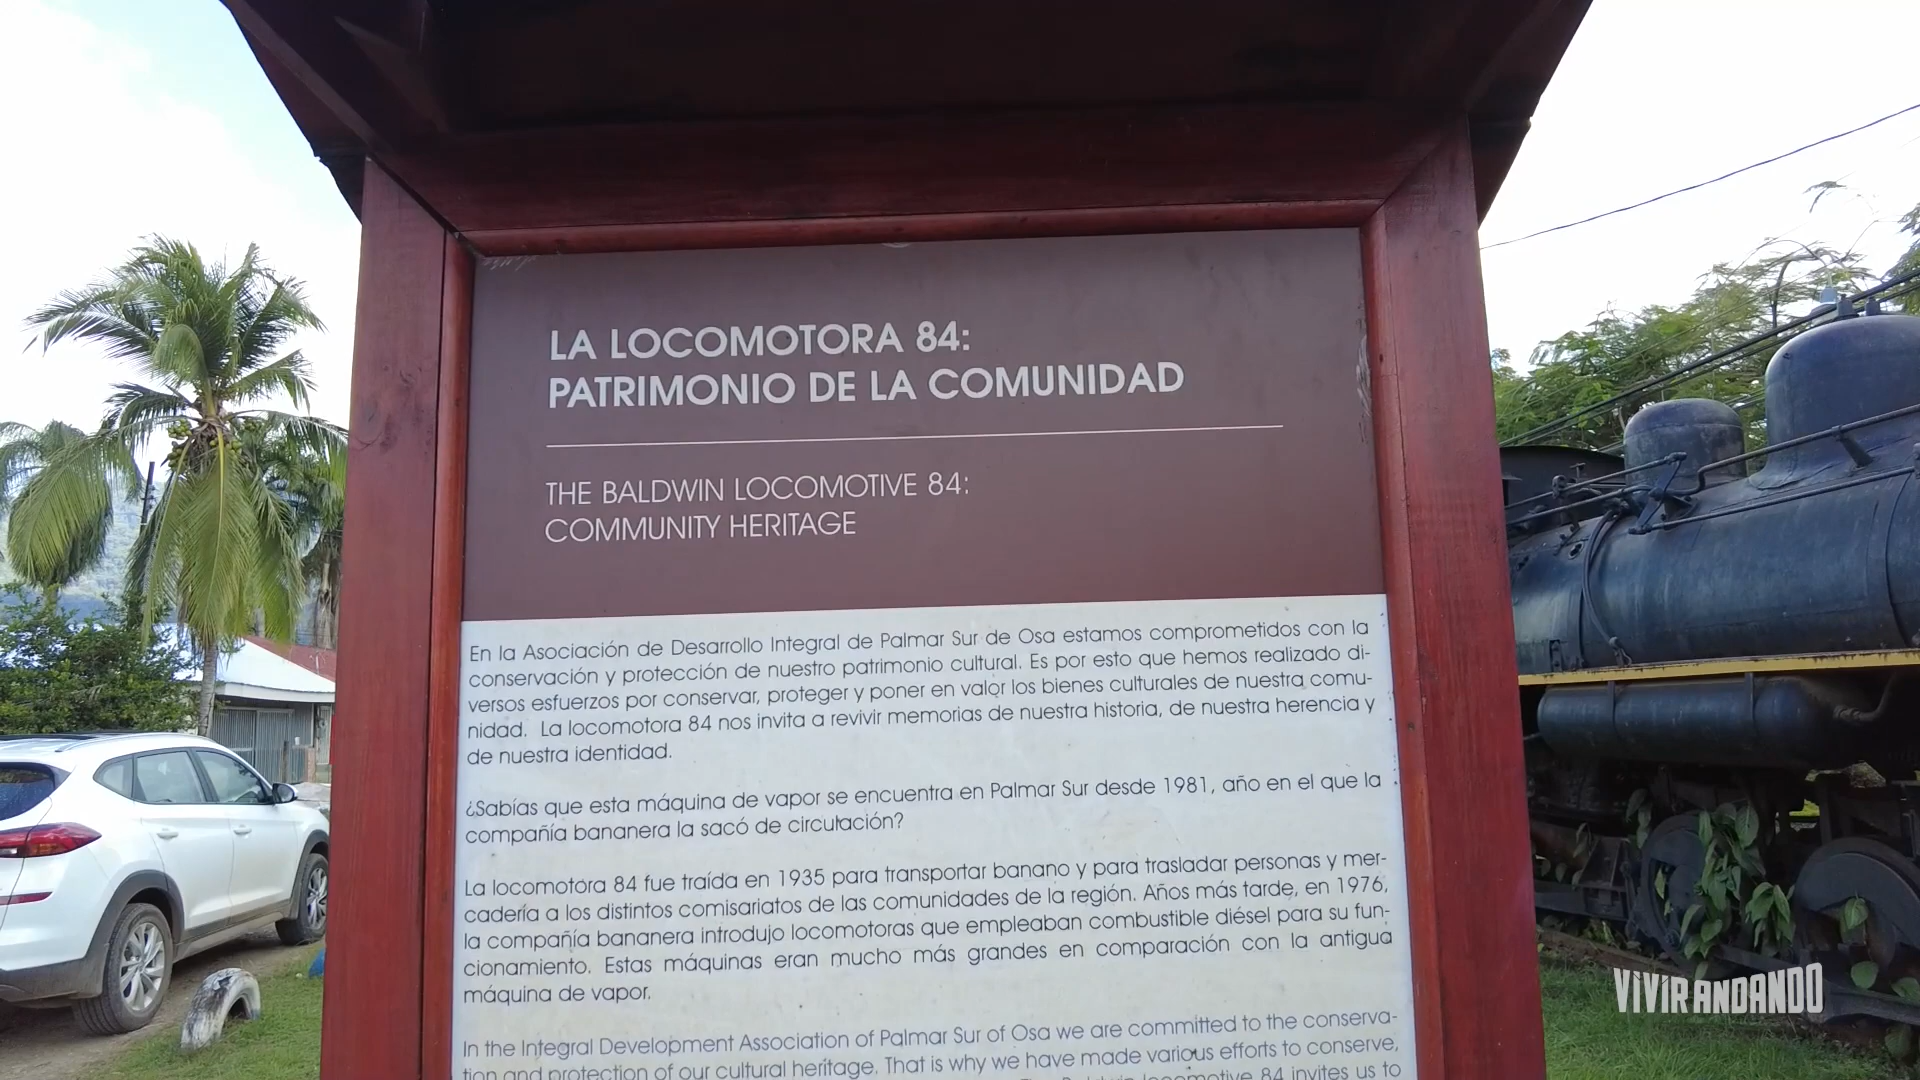 LA LOCOMOTORA 84:
PATRIMONIO DE LA COMUNIDAD
THE BALDWIN LOCOMOTIVE 84:
COMMUNITY HERITAGE
En la Asociación de Desarrollo Integral de Palmar Sur de Osa estamos comprometidos con la
conservación y protección de nuestro patrimonio cultural. Es por esto que hemos realizado di-
versos esfuerzos por conservar, proteger y poner en valor los bienes culturales de nuestra comu-
nidad. La locomotora 84 nos invita a revivir memorias de nuestra historia, de nuestra herencia y
de nuestra identidad.
¿Sabías que esta máquina de vapor se encuentra en Palmar Sur desde 1981, año en el que la
compañía bananera la sacó de circulación?
La locomotora 84 fue traída en 1935 para transportar banano y para trasladar personas y mer-
cadería a los distintos comisariatos de las comunidades de la región. Años más tarde, en 1976,
la compañía bananera introdujo locomotoras que empleaban combustible diésel para su fun-
cionamiento. Estas máquinas eran mucho más grandes en comparación con la antigua
máquina de vapor.
In the Integral Development Association of Palmar Sur of Osa we are committed to the conserva-
tion and protection of our cultural heritage. That is why we have made various efforts to conserve,
Baldwin locomotive 84 invites us to
VIVIR ANDANDO